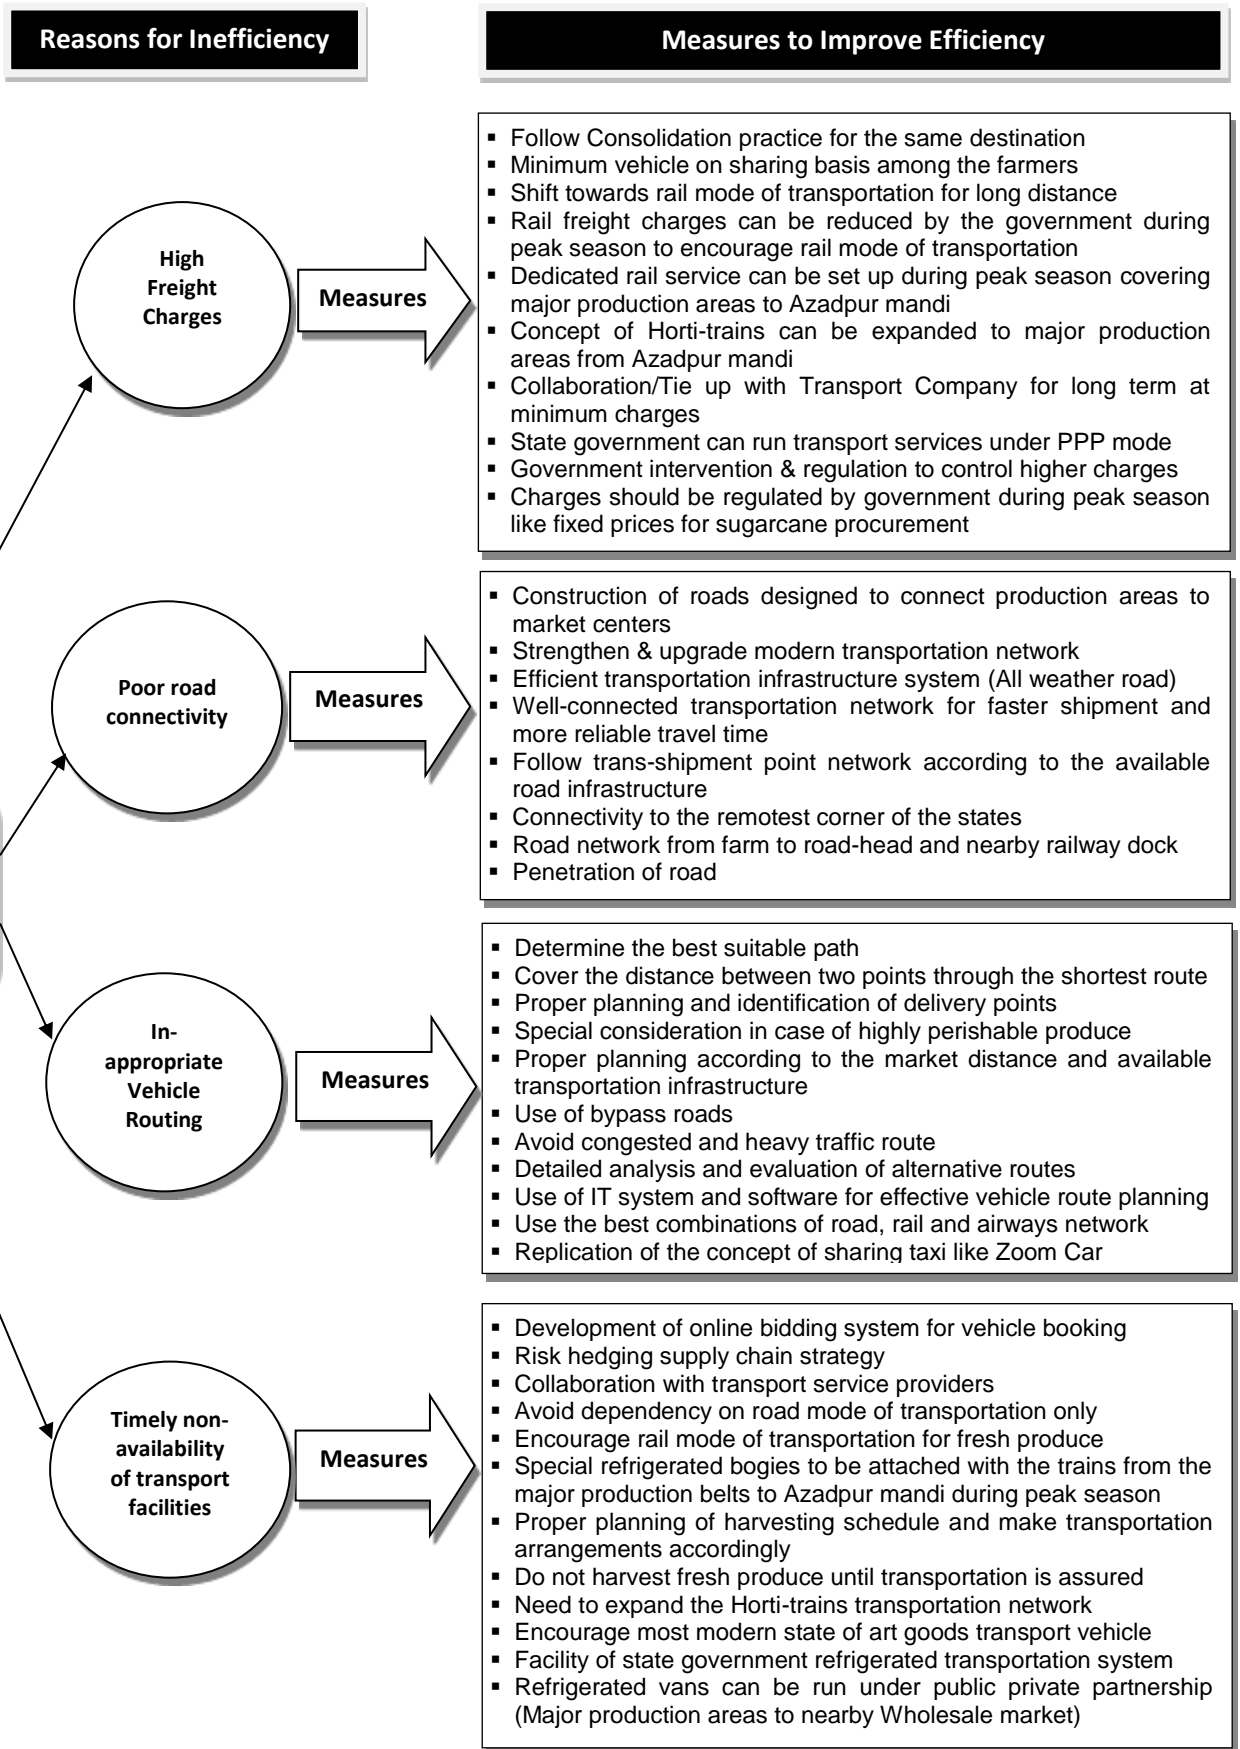 Reasons for Inefficiency
Measures to Improve Efficiency
High
Freight
Charges
Measures
▪ Follow Consolidation practice for the same destination
▪ Minimum vehicle on sharing basis among the farmers
▪ Shift towards rail mode of transportation for long distance
▪ Rail freight charges can be reduced by the government during
peak season to encourage rail mode of transportation
▪ Dedicated rail service can be set up during peak season covering
major production areas to Azadpur mandi
▪ Concept of Horti-trains can be expanded to major production
areas from Azadpur mandi
▪ Collaboration/Tie up with Transport Company for long term at
minimum charges
▪ State government can run transport services under PPP mode
▪ Government intervention & regulation to control higher charges
▪ Charges should be regulated by government during peak season
like fixed prices for sugarcane procurement
Poor road
connectivity
Measures
▪ Construction of roads designed to connect production areas to
market centers
▪ Strengthen & upgrade modern transportation network
▪ Efficient transportation infrastructure system (All weather road)
▪ Well-connected transportation network for faster shipment and
more reliable travel time
▪ Follow trans-shipment point network according to the available
road infrastructure
▪ Connectivity to the remotest corner of the states
▪ Road network from farm to road-head and nearby railway dock
▪ Penetration of road
In-
appropriate
Vehicle
Routing
Measures
▪ Determine the best suitable path
▪ Cover the distance between two points through the shortest route
▪ Proper planning and identification of delivery points
▪ Special consideration in case of highly perishable produce
▪ Proper planning according to the market distance and available
transportation infrastructure
▪ Use of bypass roads
▪ Avoid congested and heavy traffic route
▪ Detailed analysis and evaluation of alternative routes
▪ Use of IT system and software for effective vehicle route planning
▪ Use the best combinations of road, rail and airways network
▪ Replication of the concept of sharing taxi like Zoom Car
Timely non-
availability
of transport
facilities
Measures
▪ Development of online bidding system for vehicle booking
▪ Risk hedging supply chain strategy
▪ Collaboration with transport service providers
▪ Avoid dependency on road mode of transportation only
▪ Encourage rail mode of transportation for fresh produce
▪ Special refrigerated bogies to be attached with the trains from the
major production belts to Azadpur mandi during peak season
▪ Proper planning of harvesting schedule and make transportation
arrangements accordingly
▪ Do not harvest fresh produce until transportation is assured
▪ Need to expand the Horti-trains transportation network
▪ Encourage most modern state of art goods transport vehicle
▪ Facility of state government refrigerated transportation system
▪ Refrigerated vans can be run under public private partnership
(Major production areas to nearby Wholesale market)